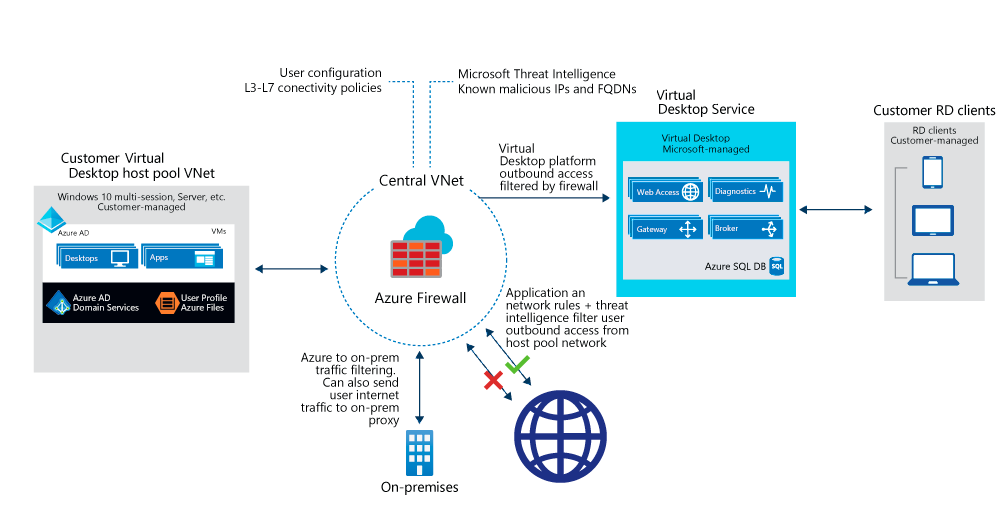 User configuration
L3-L7 conectivity policies
Microsoft Threat Intelligence
Known malicious IPs and FQDNs
Customer Virtual
Desktop host pool VNet
Windows 10 multi-session, Server, etc.
Customer-managed
Azure AD
VMs
Desktops
Apps
Azure AD
Domain Services
User Profile
Azure Files
Central VNet
Azure Firewall
Virtual
Desktop platform
outbound access
filtered by firewall
Virtual
Desktop Service
Virtual Desktop
Microsoft-managed
Web Access
Diagnostics
Gateway
Broker
Azure SQL DB
SQL
Customer RD clients
RD clients
Customer-managed
Application an
network rules + threat
intelligence filter user
outbound access from
host pool network
Azure to on-prem
traffic filtering.
Can also send
user internet
traffic to on-prem
proxy
On-premises